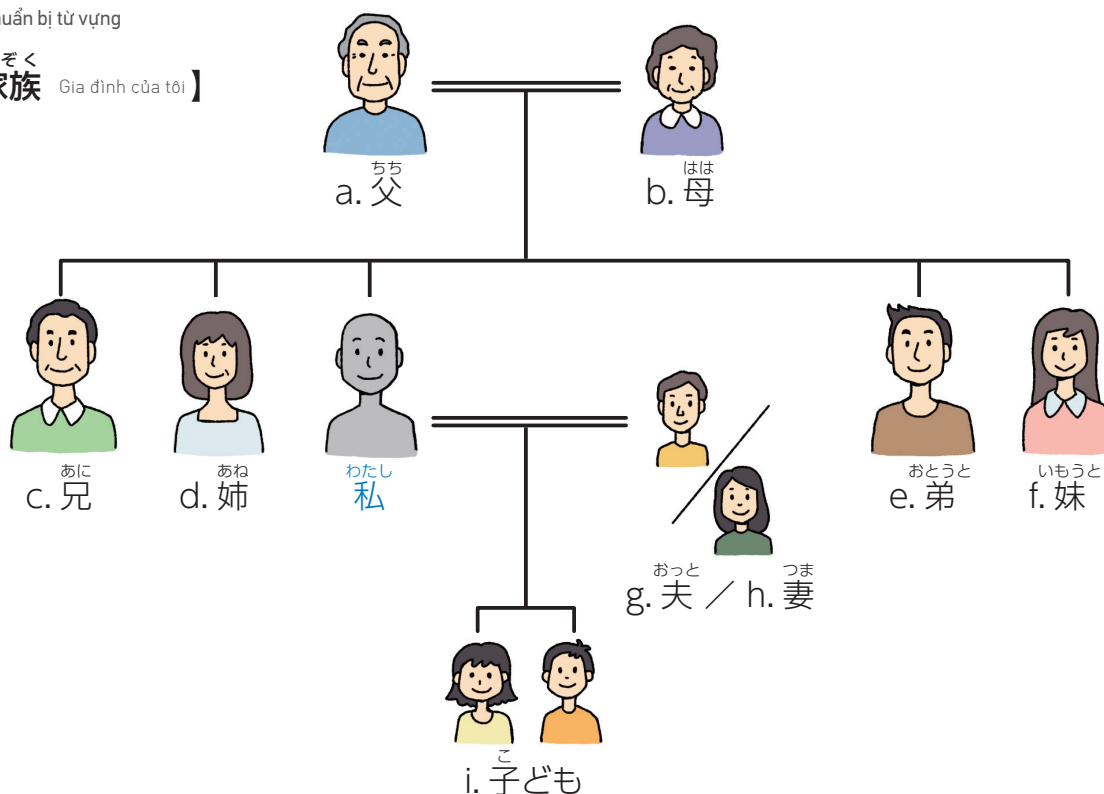 uẩn bị từ vựng
ぞく
族 Gia đình của tôi】
ちち はは
a. 父 b. 母
あに あね わたし おとうと いもうと
c. 兄 d. 姉 私 e. 弟 f. 妹
おっと つま
g. 夫 ／ h. 妻
こ
i. 子ども